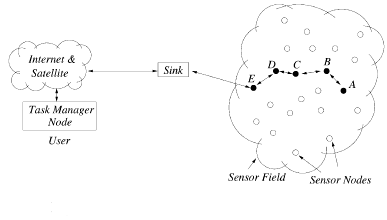 Internet &
Satellite
Sink
Task Manager
Node
User
D
C
B
E
A
Sensor Field
Sensor Nodes